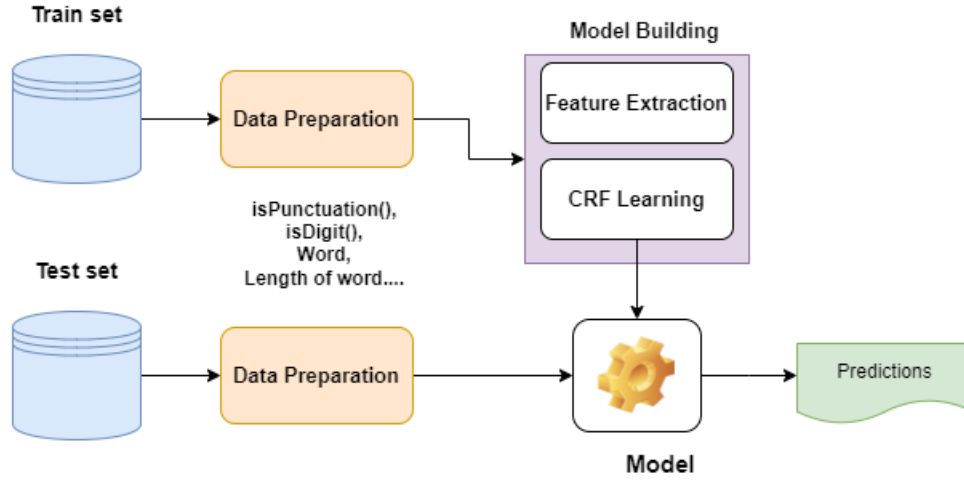 Train set
Model Building
Data Preparation
Feature Extraction
CRF Learning
isPunctuation(),
isDigit(),
Word,
Length of word....
Test set
Data Preparation
Model
Predictions